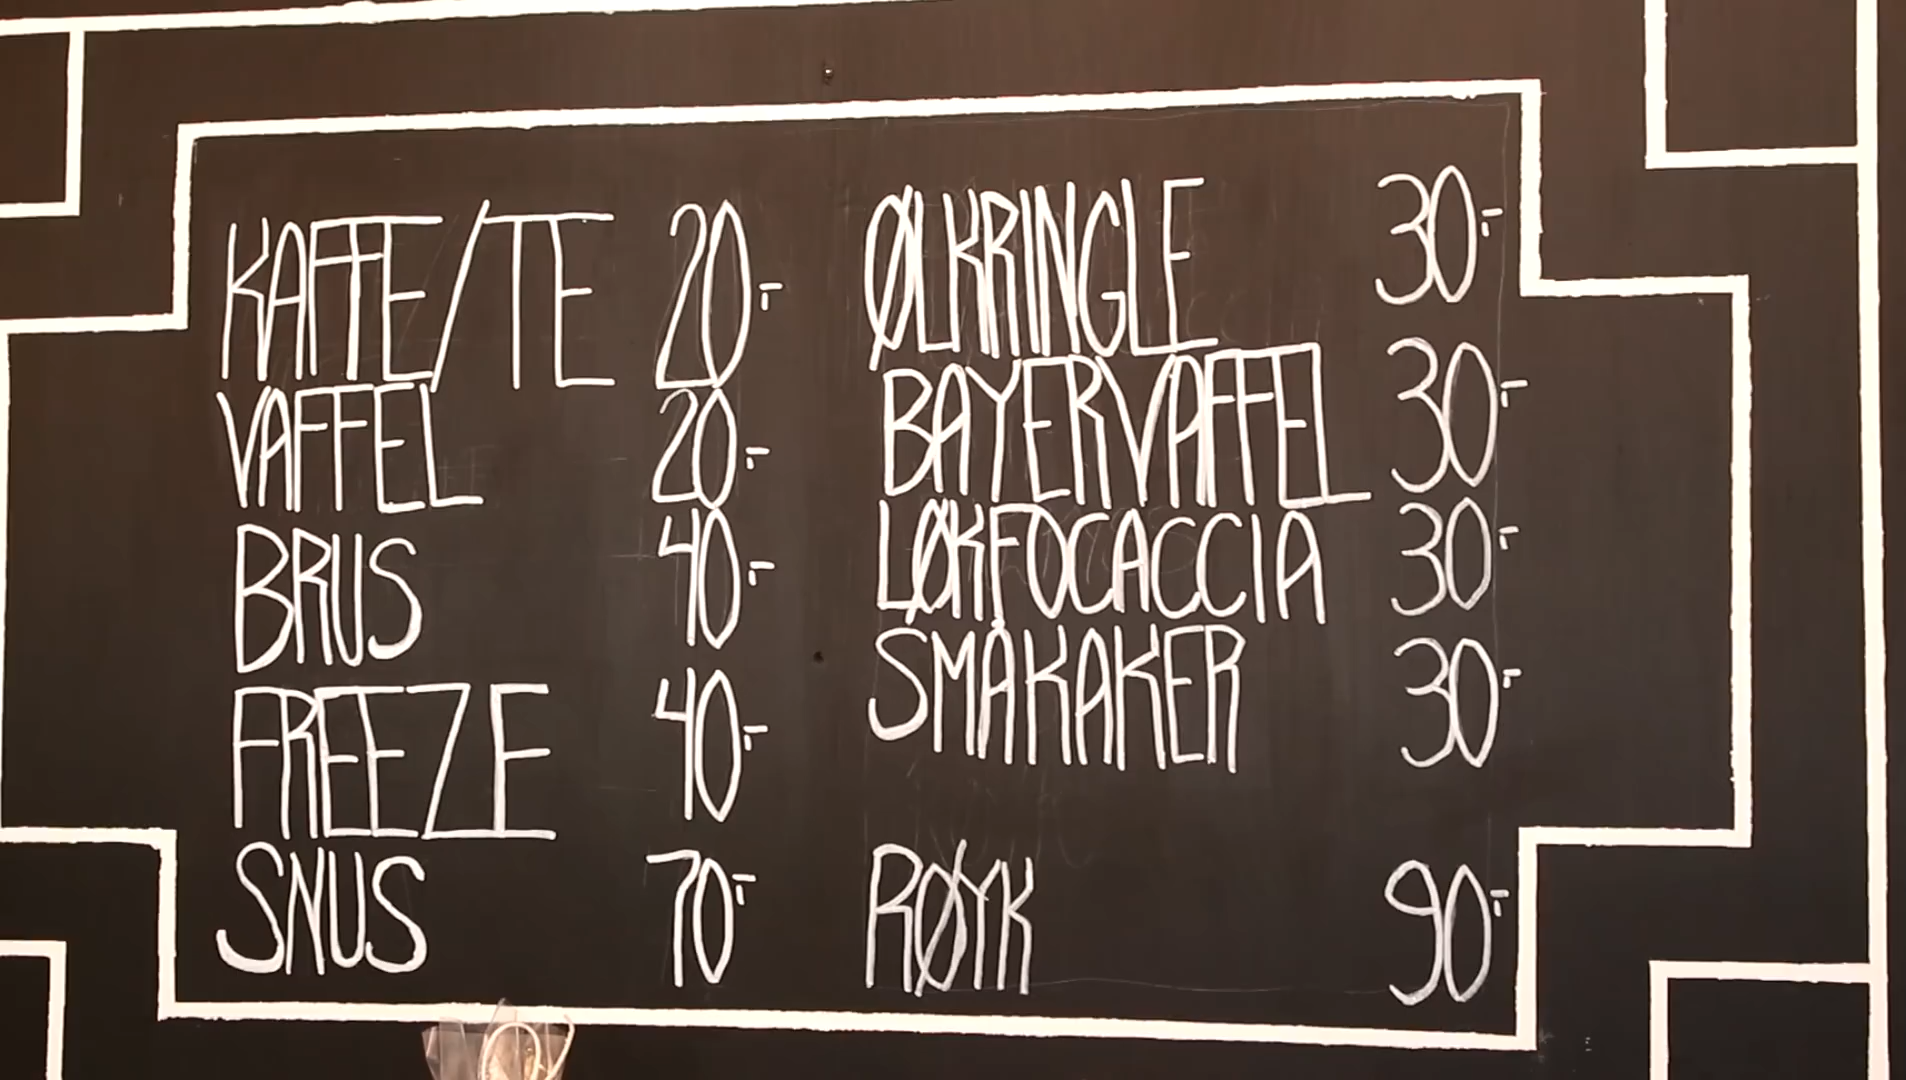 KAFFE/TE 20:-
VAFFEL 20:-
BRUS 40:-
FREEZE 40:-
SNUS 70:-
ØLKRINGLE 30:-
BAYERVAFFEL 30:-
LØKFOCACCIA 30:-
SMÅKAKER 30:-
RØYK 90:-